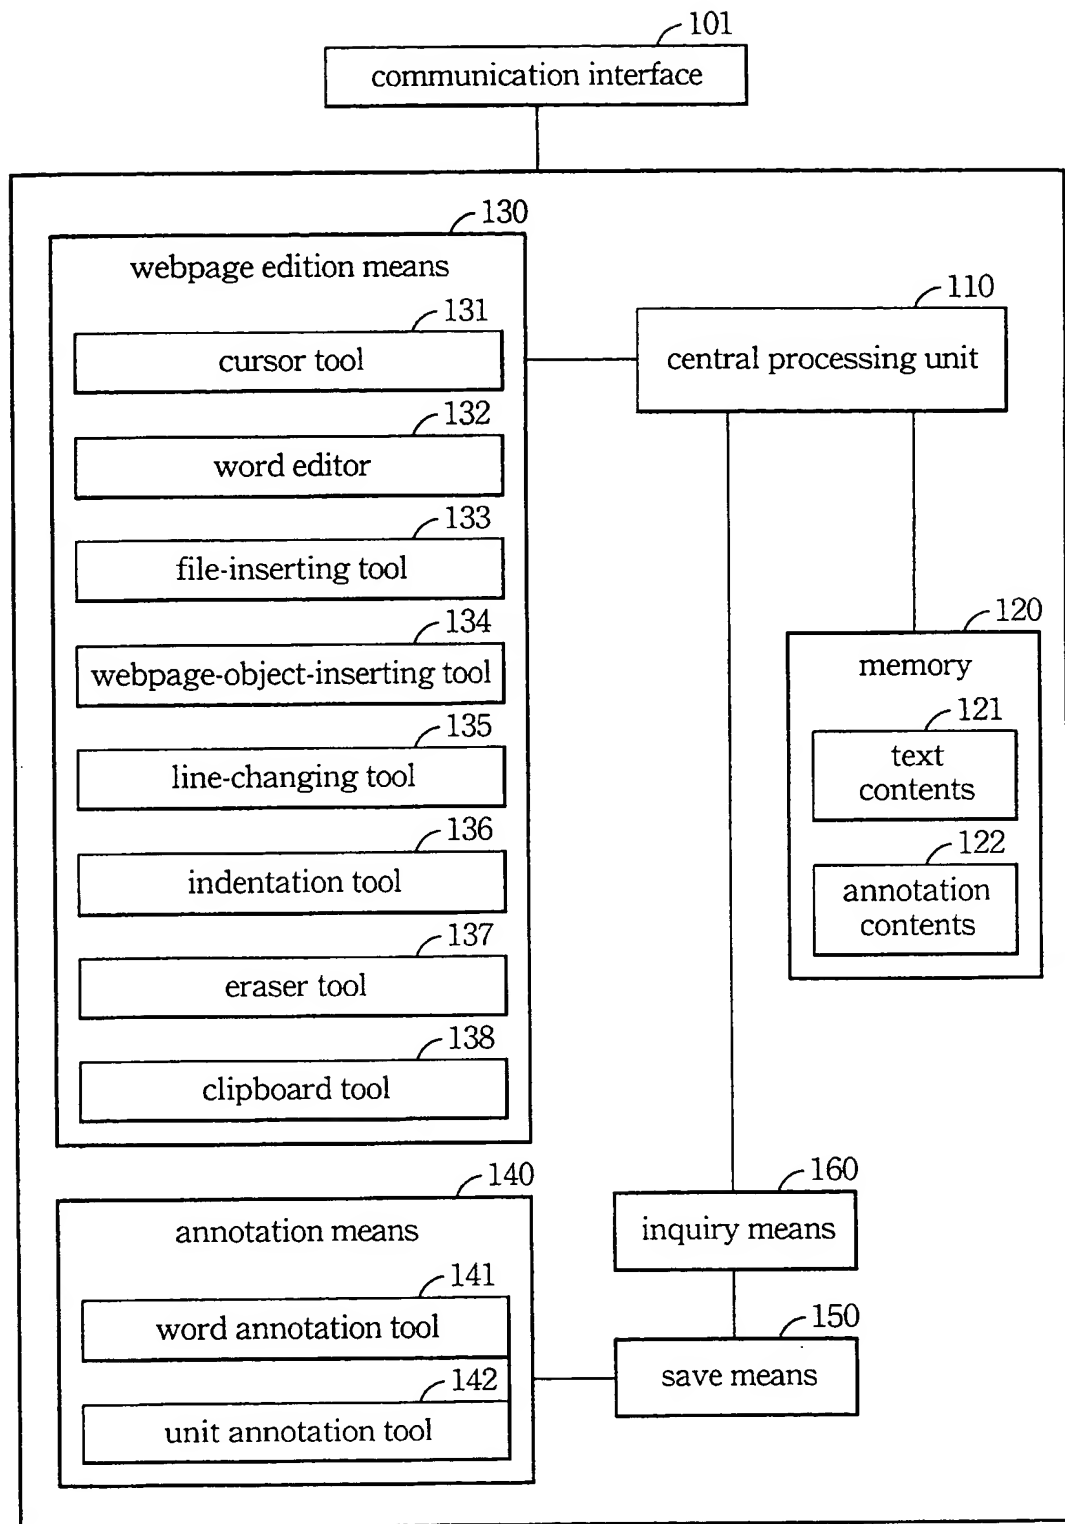 101
communication interface
130
webpage edition means
131
cursor tool
132
word editor
133
file-inserting tool
134
webpage-object-inserting tool
135
line-changing tool
136
indentation tool
137
eraser tool
138
clipboard tool
110
central processing unit
120
memory
121
text
contents
122
annotation
contents
140
annotation means
141
word annotation tool
142
unit annotation tool
160
inquiry means
150
save means